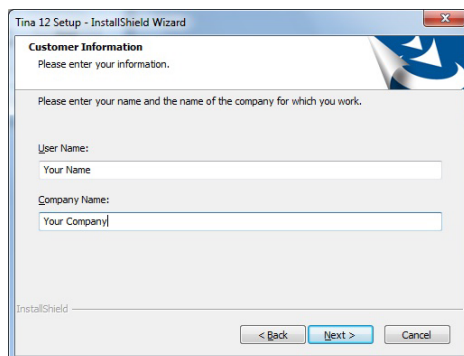 Tina 12 Setup - InstallShield Wizard
Customer Information
Please enter your information.
Please enter your name and the name of the company for which you work.
User Name:
Your Name
Company Name:
Your Company
InstallShield
< Back Next > Cancel